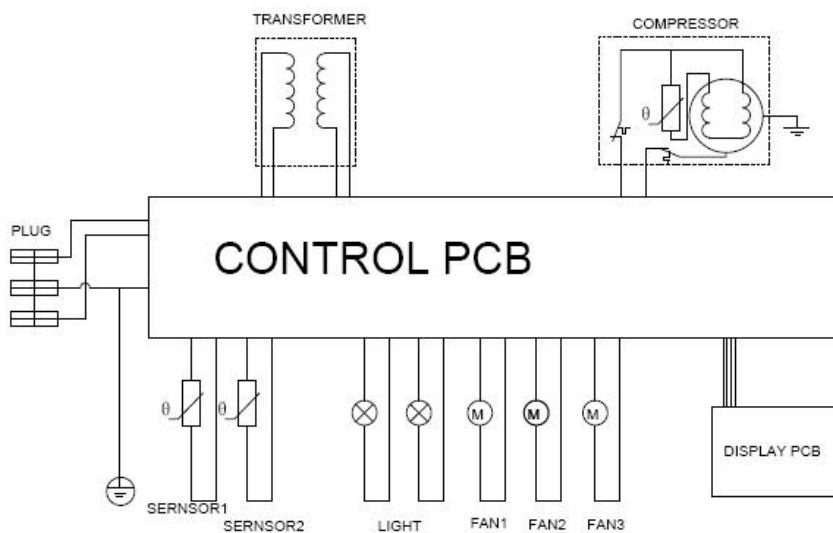 TRANSFORMER
COMPRESSOR
θ
PLUG
CONTROL PCB
θ
θ
M
M
M
DISPLAY PCB
SERNSOR1
SERNSOR2
LIGHT
FAN1
FAN2
FAN3